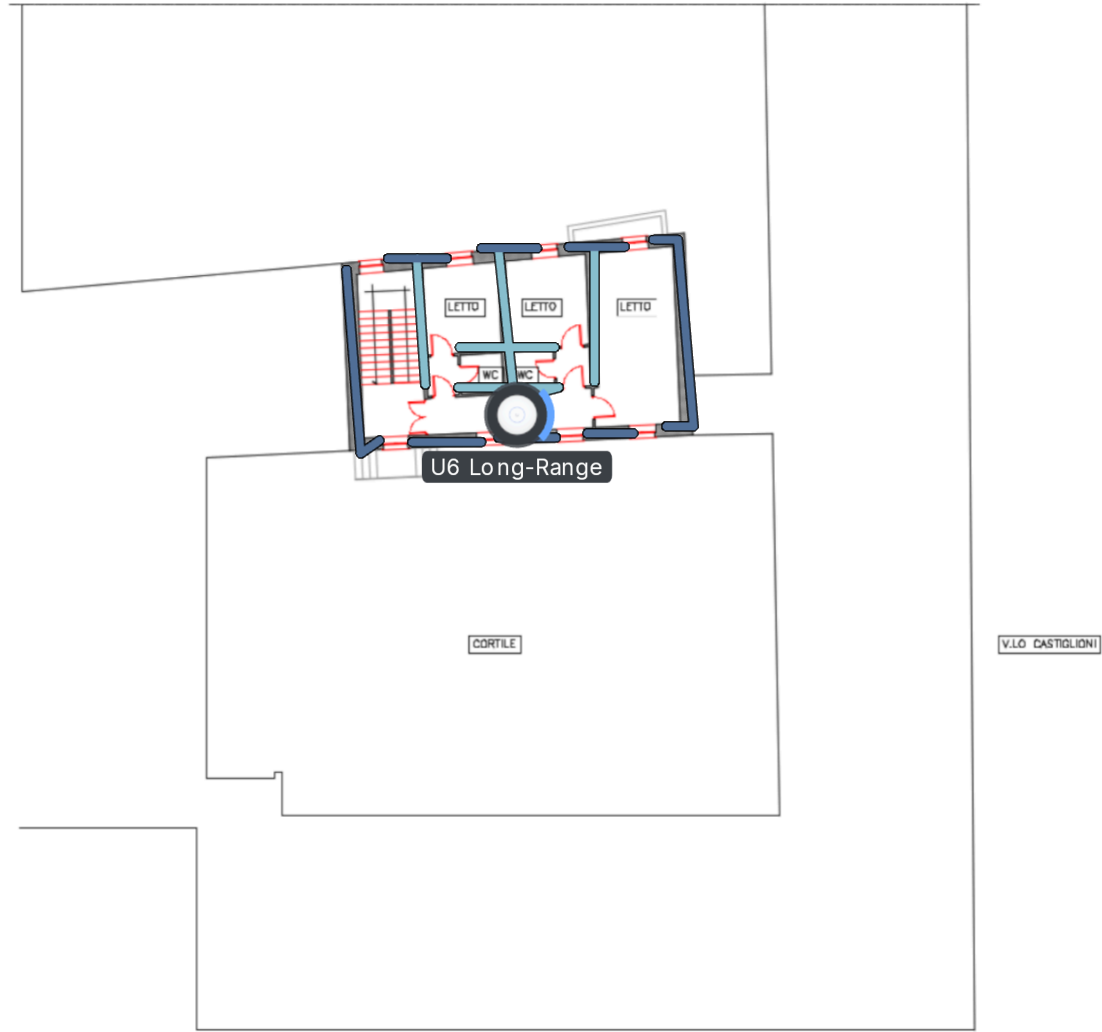 LETTO
LETTO
LETTO
WC
WC
U6 Long-Range
CORTILE
V.LO CASTIGLIONI